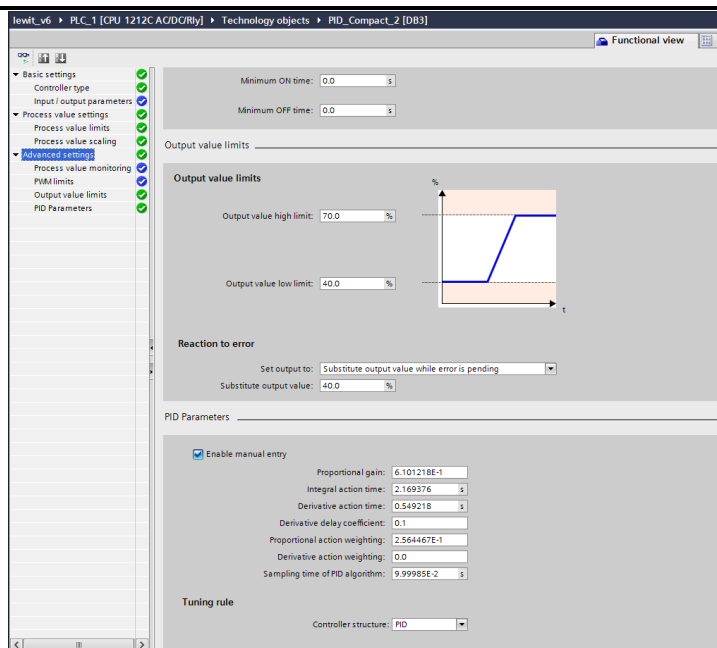 lewit_v6 ▸ PLC_1 [CPU 1212C AC/DC/Rly] ▸ Technology objects ▸ PID_Compact_2 [DB3]
Functional view
Basic settings
Controller type
Input / output parameters
Process value settings
Process value limits
Process value scaling
Advanced settings
Process value monitoring
PWM limits
Output value limits
PID Parameters
Minimum ON time: 0.0 s
Minimum OFF time: 0.0 s
Output value limits
Output value limits
%
Output value high limit: 70.0 %
Output value low limit: 40.0 %
t
Reaction to error
Set output to: Substitute output value while error is pending
Substitute output value: 40.0 %
PID Parameters
Enable manual entry
Proportional gain: 6.101218E-1
Integral action time: 2.169376 s
Derivative action time: 0.549218 s
Derivative delay coefficient: 0.1
Proportional action weighting: 2.564467E-1
Derivative action weighting: 0.0
Sampling time of PID algorithm: 9.99985E-2 s
Tuning rule
Controller structure: PID